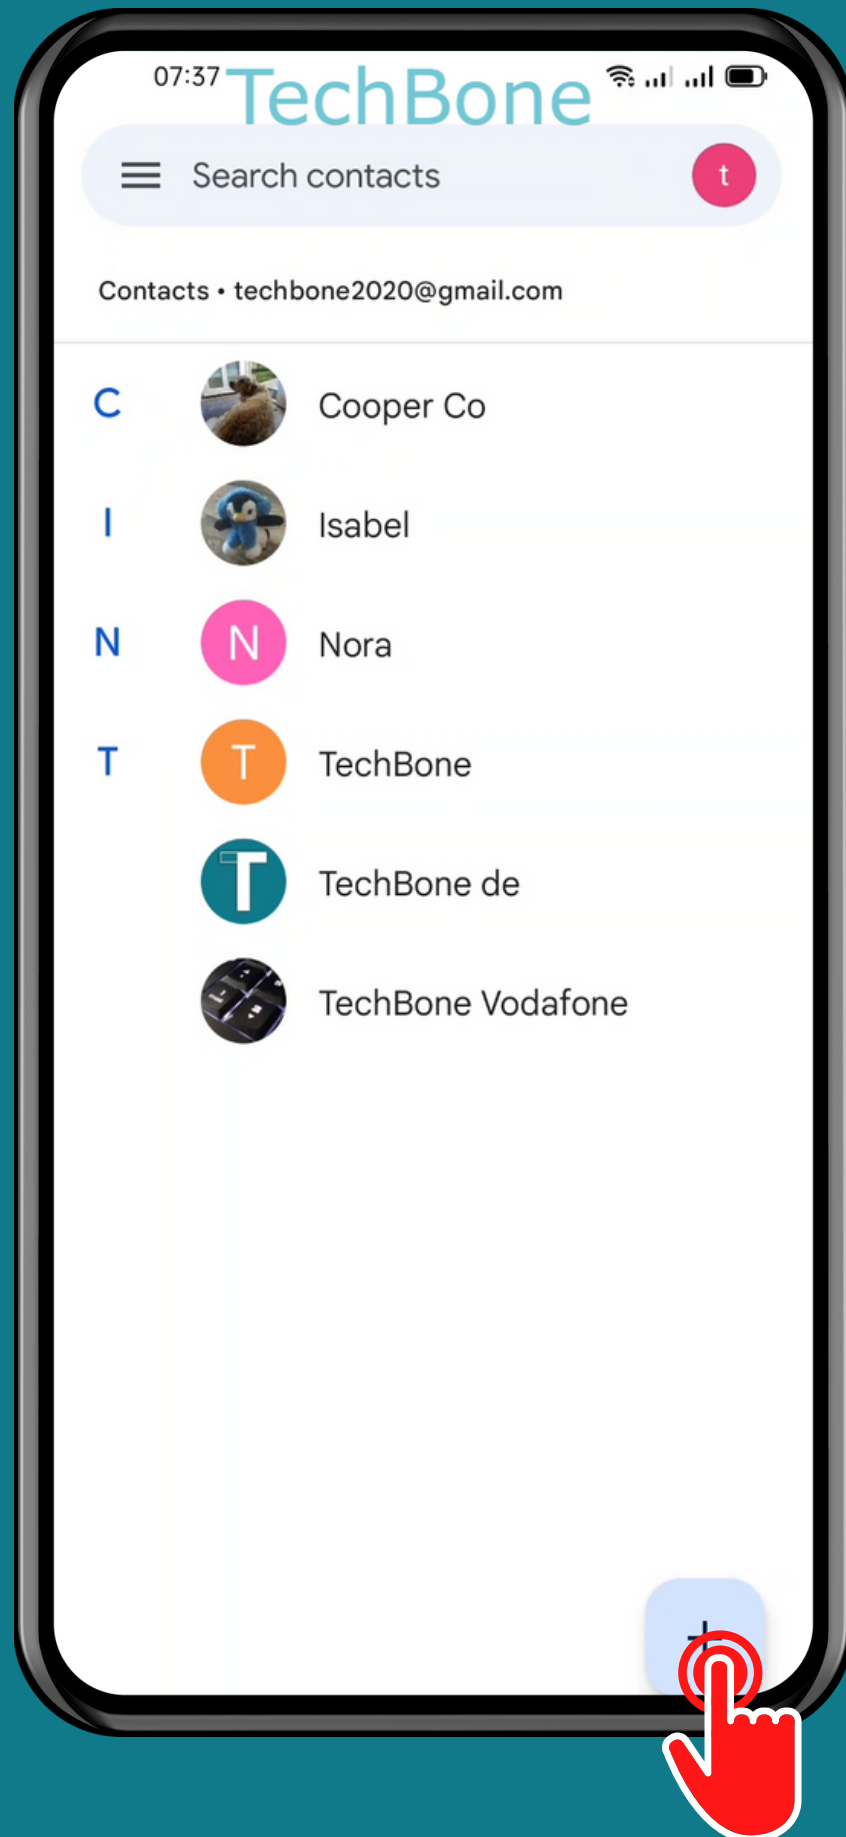 07:37
TechBone
Search contacts
t
Contacts • techbone2020@gmail.com
C
Cooper Co
I
Isabel
N
N
Nora
T
T
TechBone
T
TechBone de
TechBone Vodafone
+